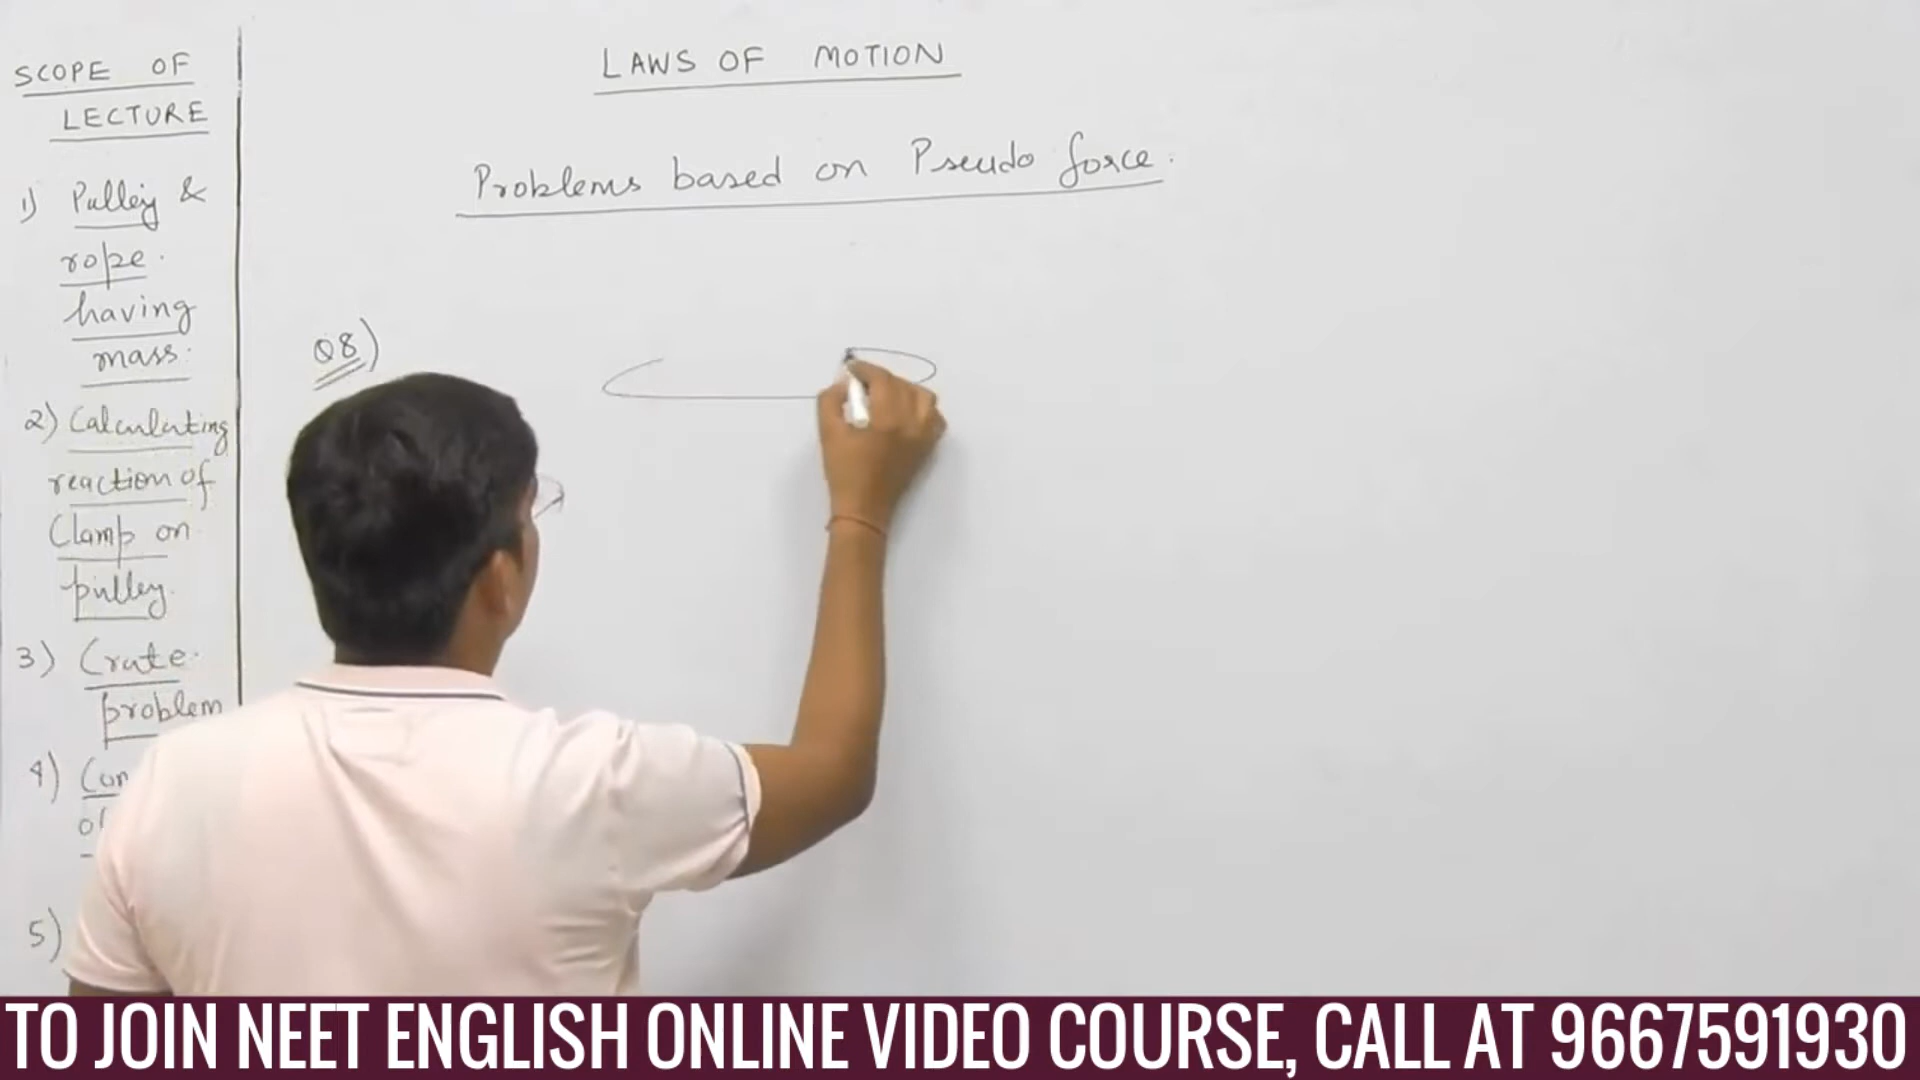 SCOPE OF
LECTURE
1) Pulley &
rope.
having
mass.
2) Calculating
reaction of
Clamp on
pulley.
3) Crate
problem
4)
5)
LAWS OF MOTION
Problems based on Pseudo force.
Q8)
TO JOIN NEET ENGLISH ONLINE VIDEO COURSE, CALL AT 9667591930